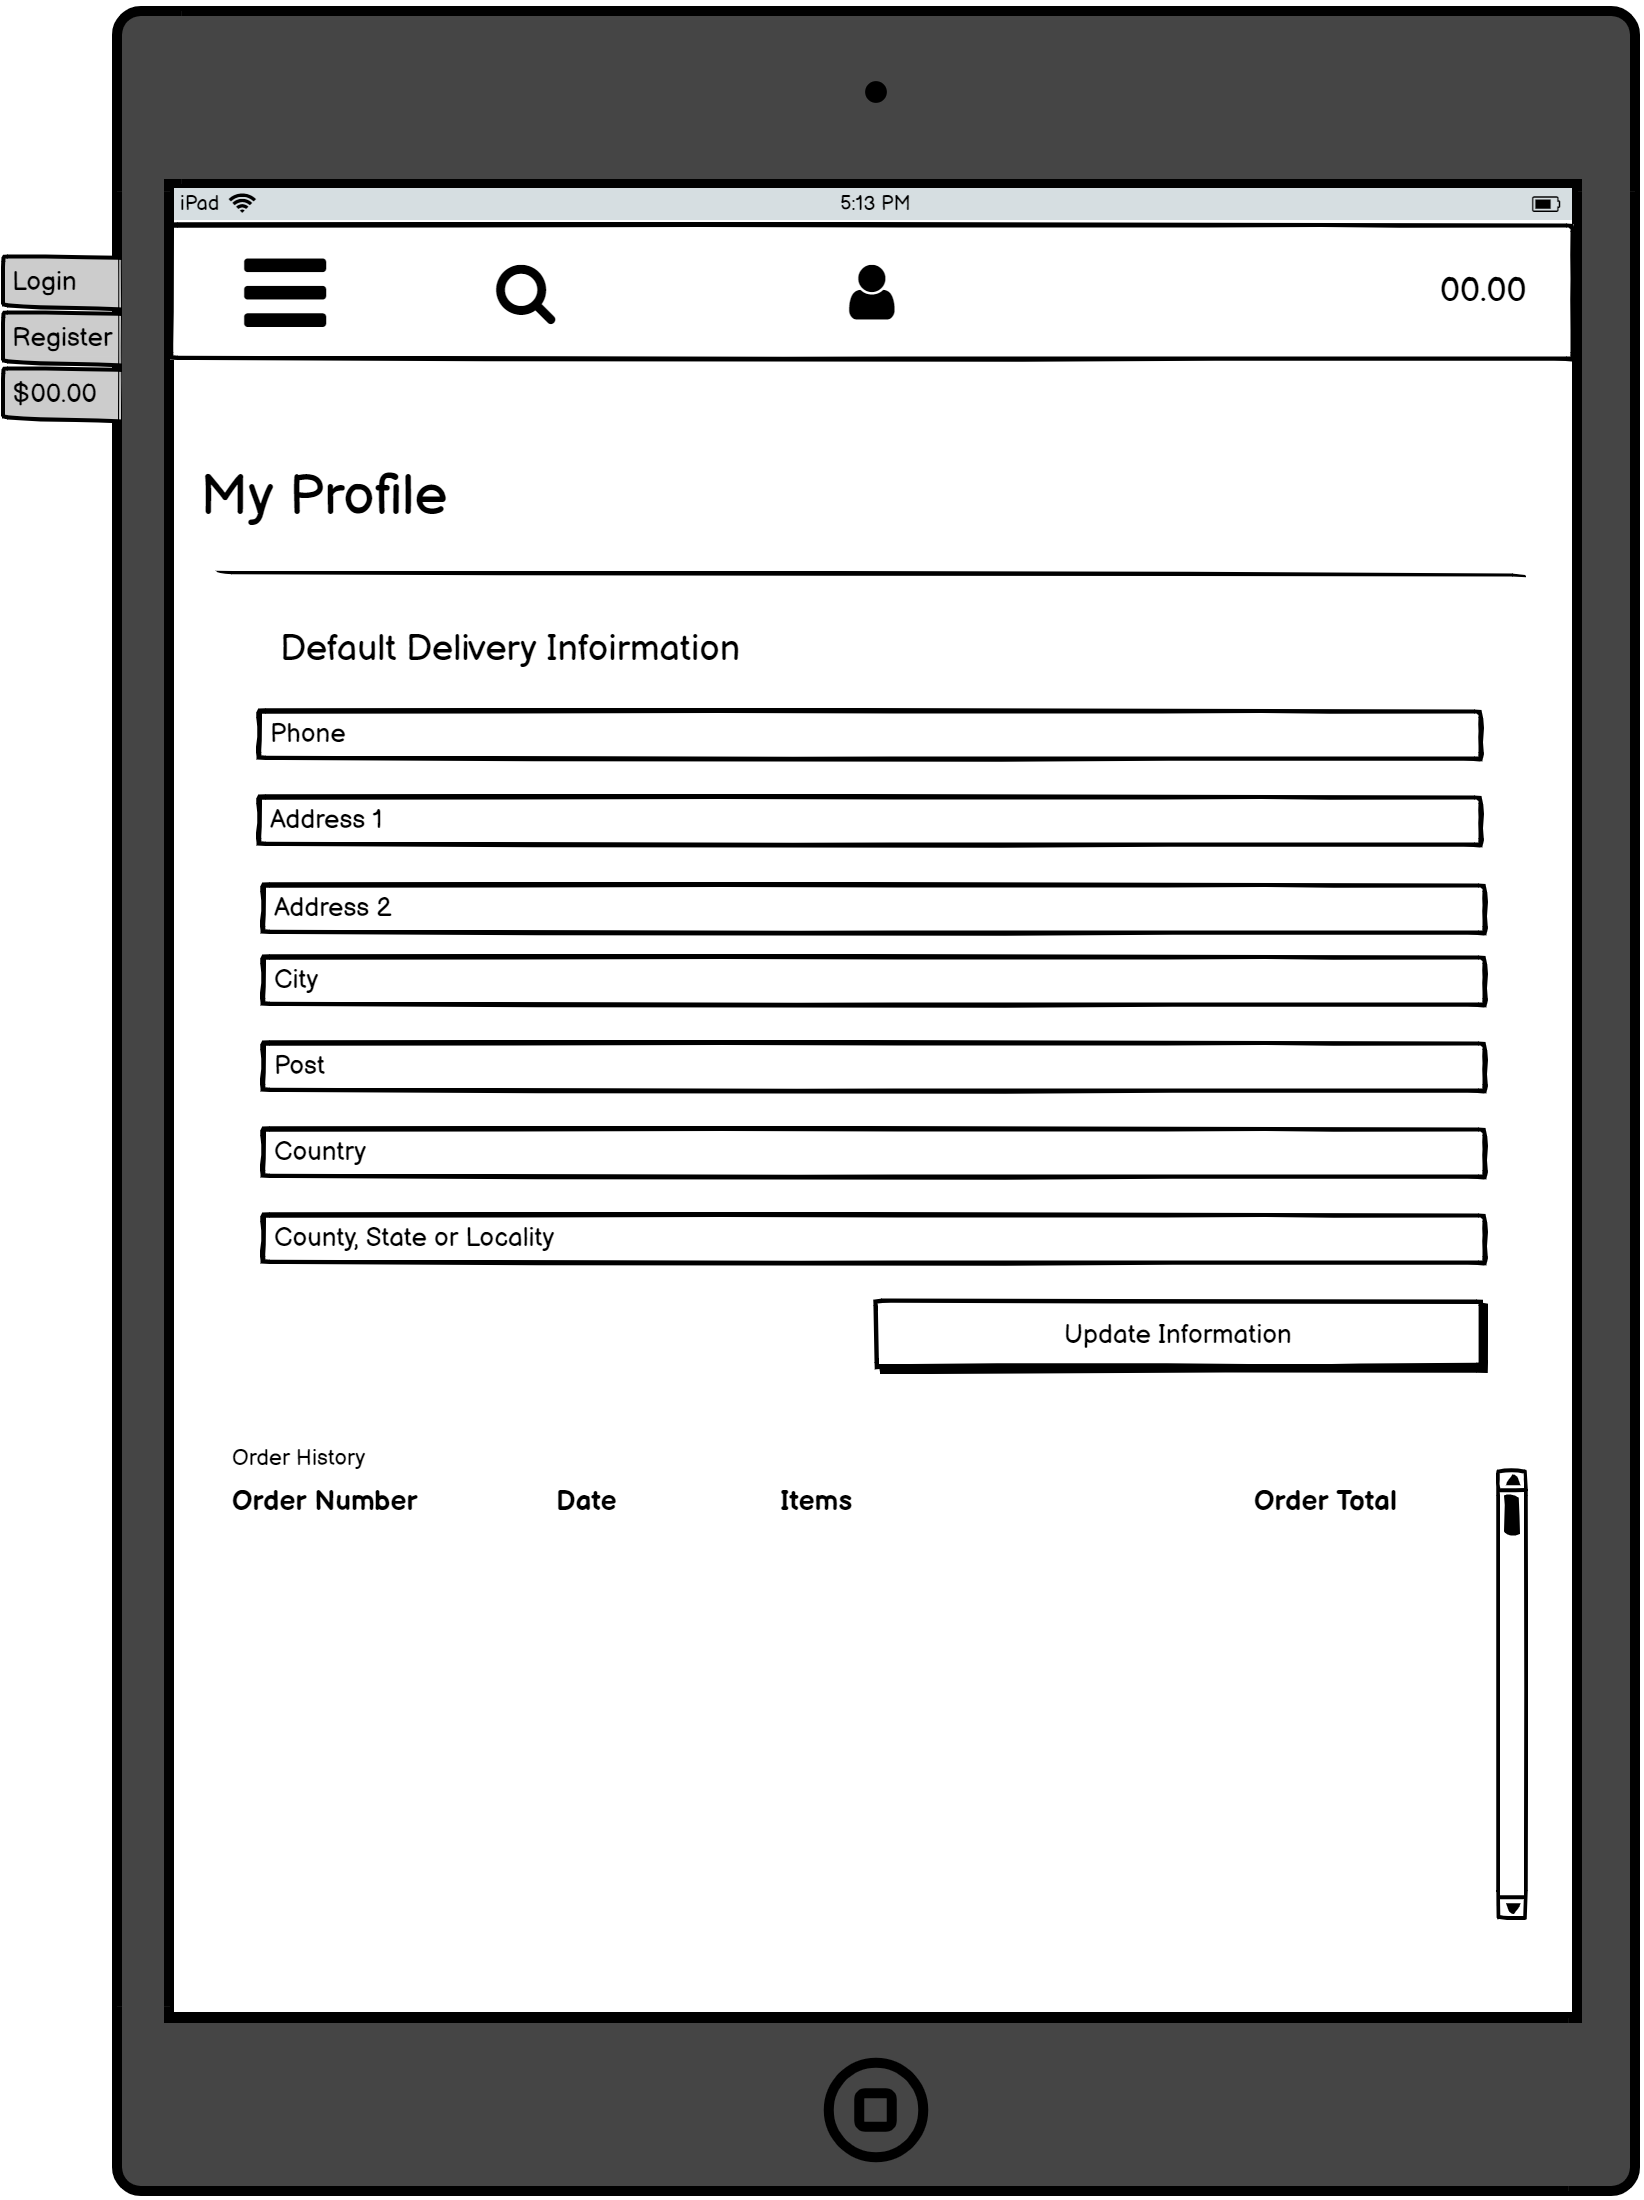 iPad
5:13 PM
Login
Register
$00.00
00.00
My Profile
Default Delivery Infoirmation
Phone
Address 1
Address 2
City
Post
Country
County, State or Locality
Update Information
Order History
Order Number Date Items Order Total